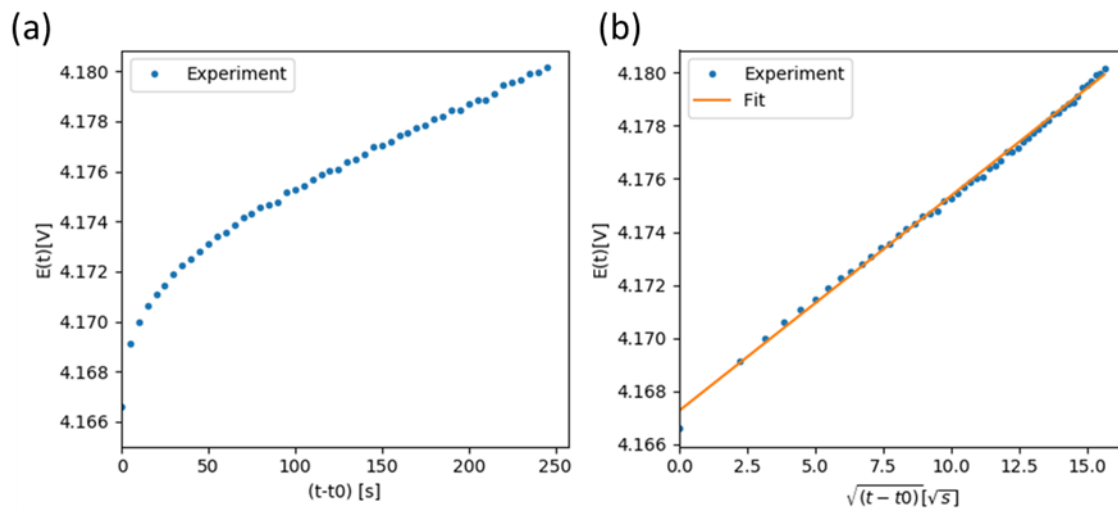 (a)
Experiment
4.180
4.178
4.176
4.174
4.172
4.170
4.168
4.166
E(t)[V]
0 50 100 150 200 250
(t-t0) [s]
(b)
Experiment
Fit
4.180
4.178
4.176
4.174
4.172
4.170
4.168
4.166
E(t)[V]
0.0 2.5 5.0 7.5 10.0 12.5 15.0
√(t − t0)[√s]